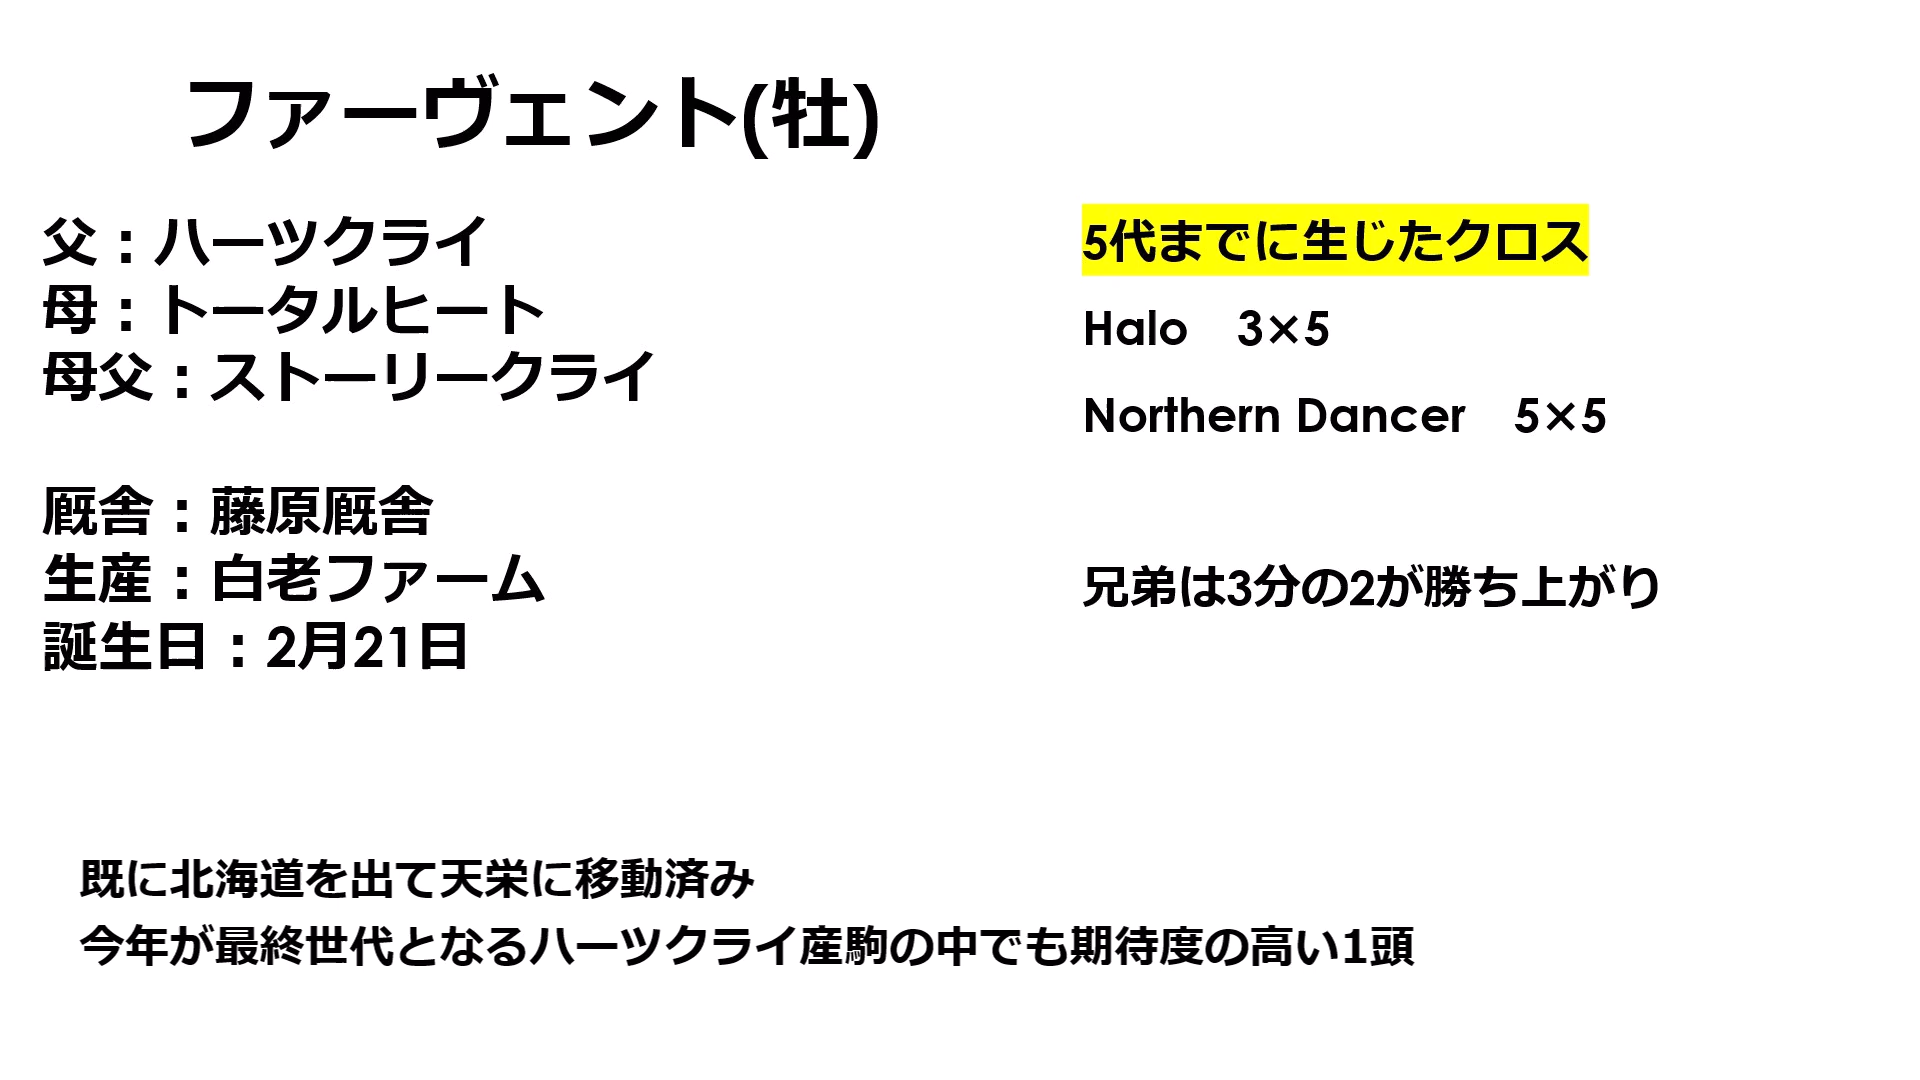 ファーヴェント(牡)
父：ハーツクライ
母：トータルヒート
母父：ストーリークライ
厩舎：藤原厩舎
生産：白老ファーム
誕生日：2月21日
5代までに生じたクロス
Halo　3×5
Northern Dancer　5×5
兄弟は3分の2が勝ち上がり
既に北海道を出て天栄に移動済み
今年が最終世代となるハーツクライ産駒の中でも期待度の高い1頭